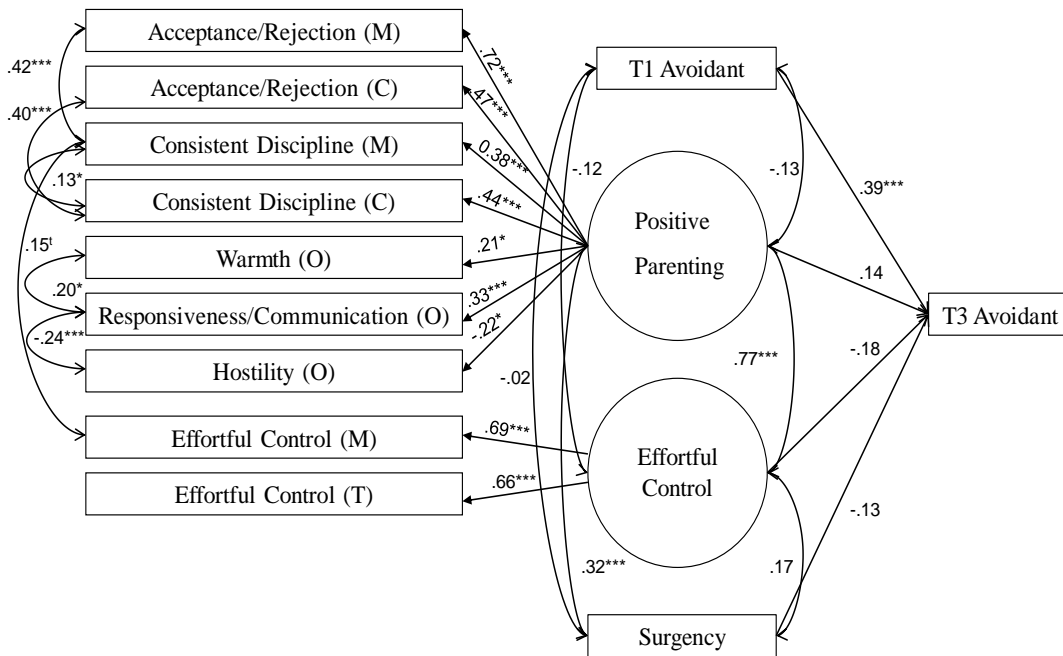 Acceptance/Rejection (M)
Acceptance/Rejection (C)
Consistent Discipline (M)
Consistent Discipline (C)
Warmth (O)
Responsiveness/Communication (O)
Hostility (O)
Effortful Control (M)
Effortful Control (T)
.42***
.40***
.13*
.15ᵗ
.20*
-.24***
.72***
.47***
0.38***
.44***
.21*
.33***
-.22*
.69***
.66***
T1 Avoidant
Positive
Parenting
Effortful
Control
Surgency
-.12
-.13
-.02
.77***
.32***
.17
.39***
.14
-.18
-.13
T3 Avoidant